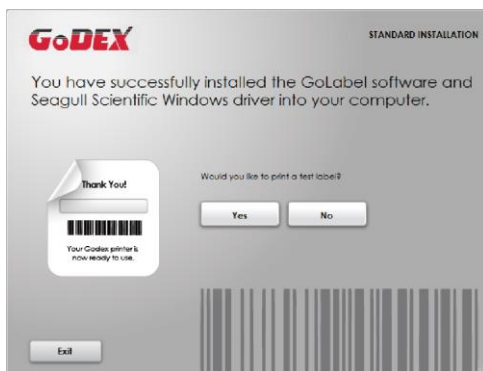 GoDEX
STANDARD INSTALLATION
You have successfully installed the GoLabel software and
Seagull Scientific Windows driver into your computer.
Thank You!
Your Godex printer is
now ready to use.
Would you like to print a test label?
Yes
No
Exit